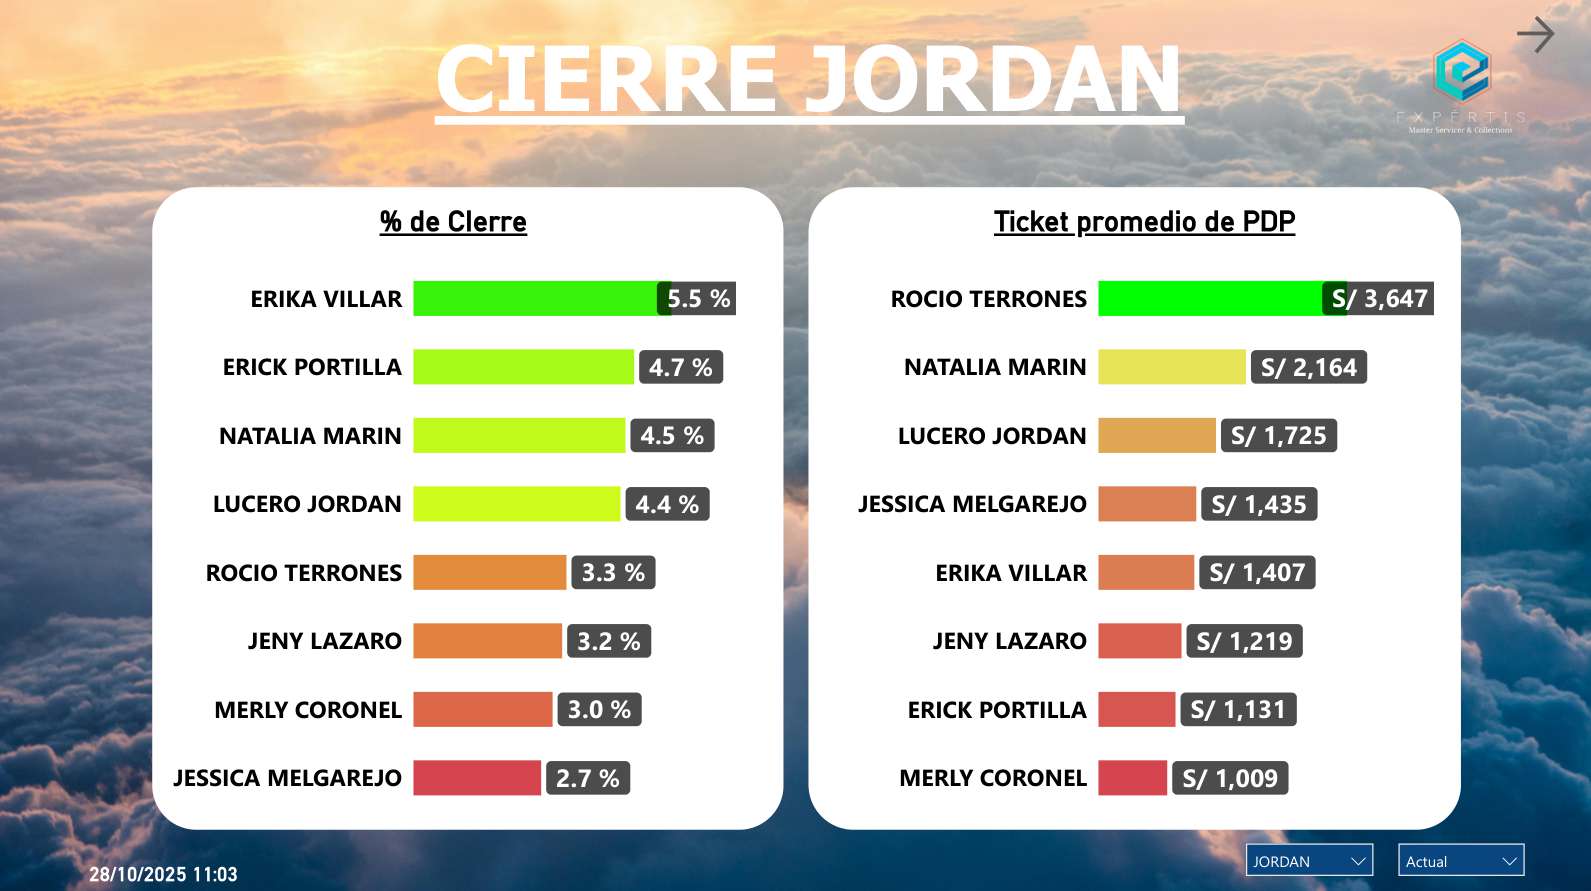 CIERRE JORDAN
EXPERTIS
Master Servicer & Collections
% de CIerre
ERIKA VILLAR 5.5 %
ERICK PORTILLA 4.7 %
NATALIA MARIN 4.5 %
LUCERO JORDAN 4.4 %
ROCIO TERRONES 3.3 %
JENY LAZARO 3.2 %
MERLY CORONEL 3.0 %
JESSICA MELGAREJO 2.7 %
Ticket promedio de PDP
ROCIO TERRONES S/ 3,647
NATALIA MARIN S/ 2,164
LUCERO JORDAN S/ 1,725
JESSICA MELGAREJO S/ 1,435
ERIKA VILLAR S/ 1,407
JENY LAZARO S/ 1,219
ERICK PORTILLA S/ 1,131
MERLY CORONEL S/ 1,009
28/10/2025 11:03
JORDAN
Actual